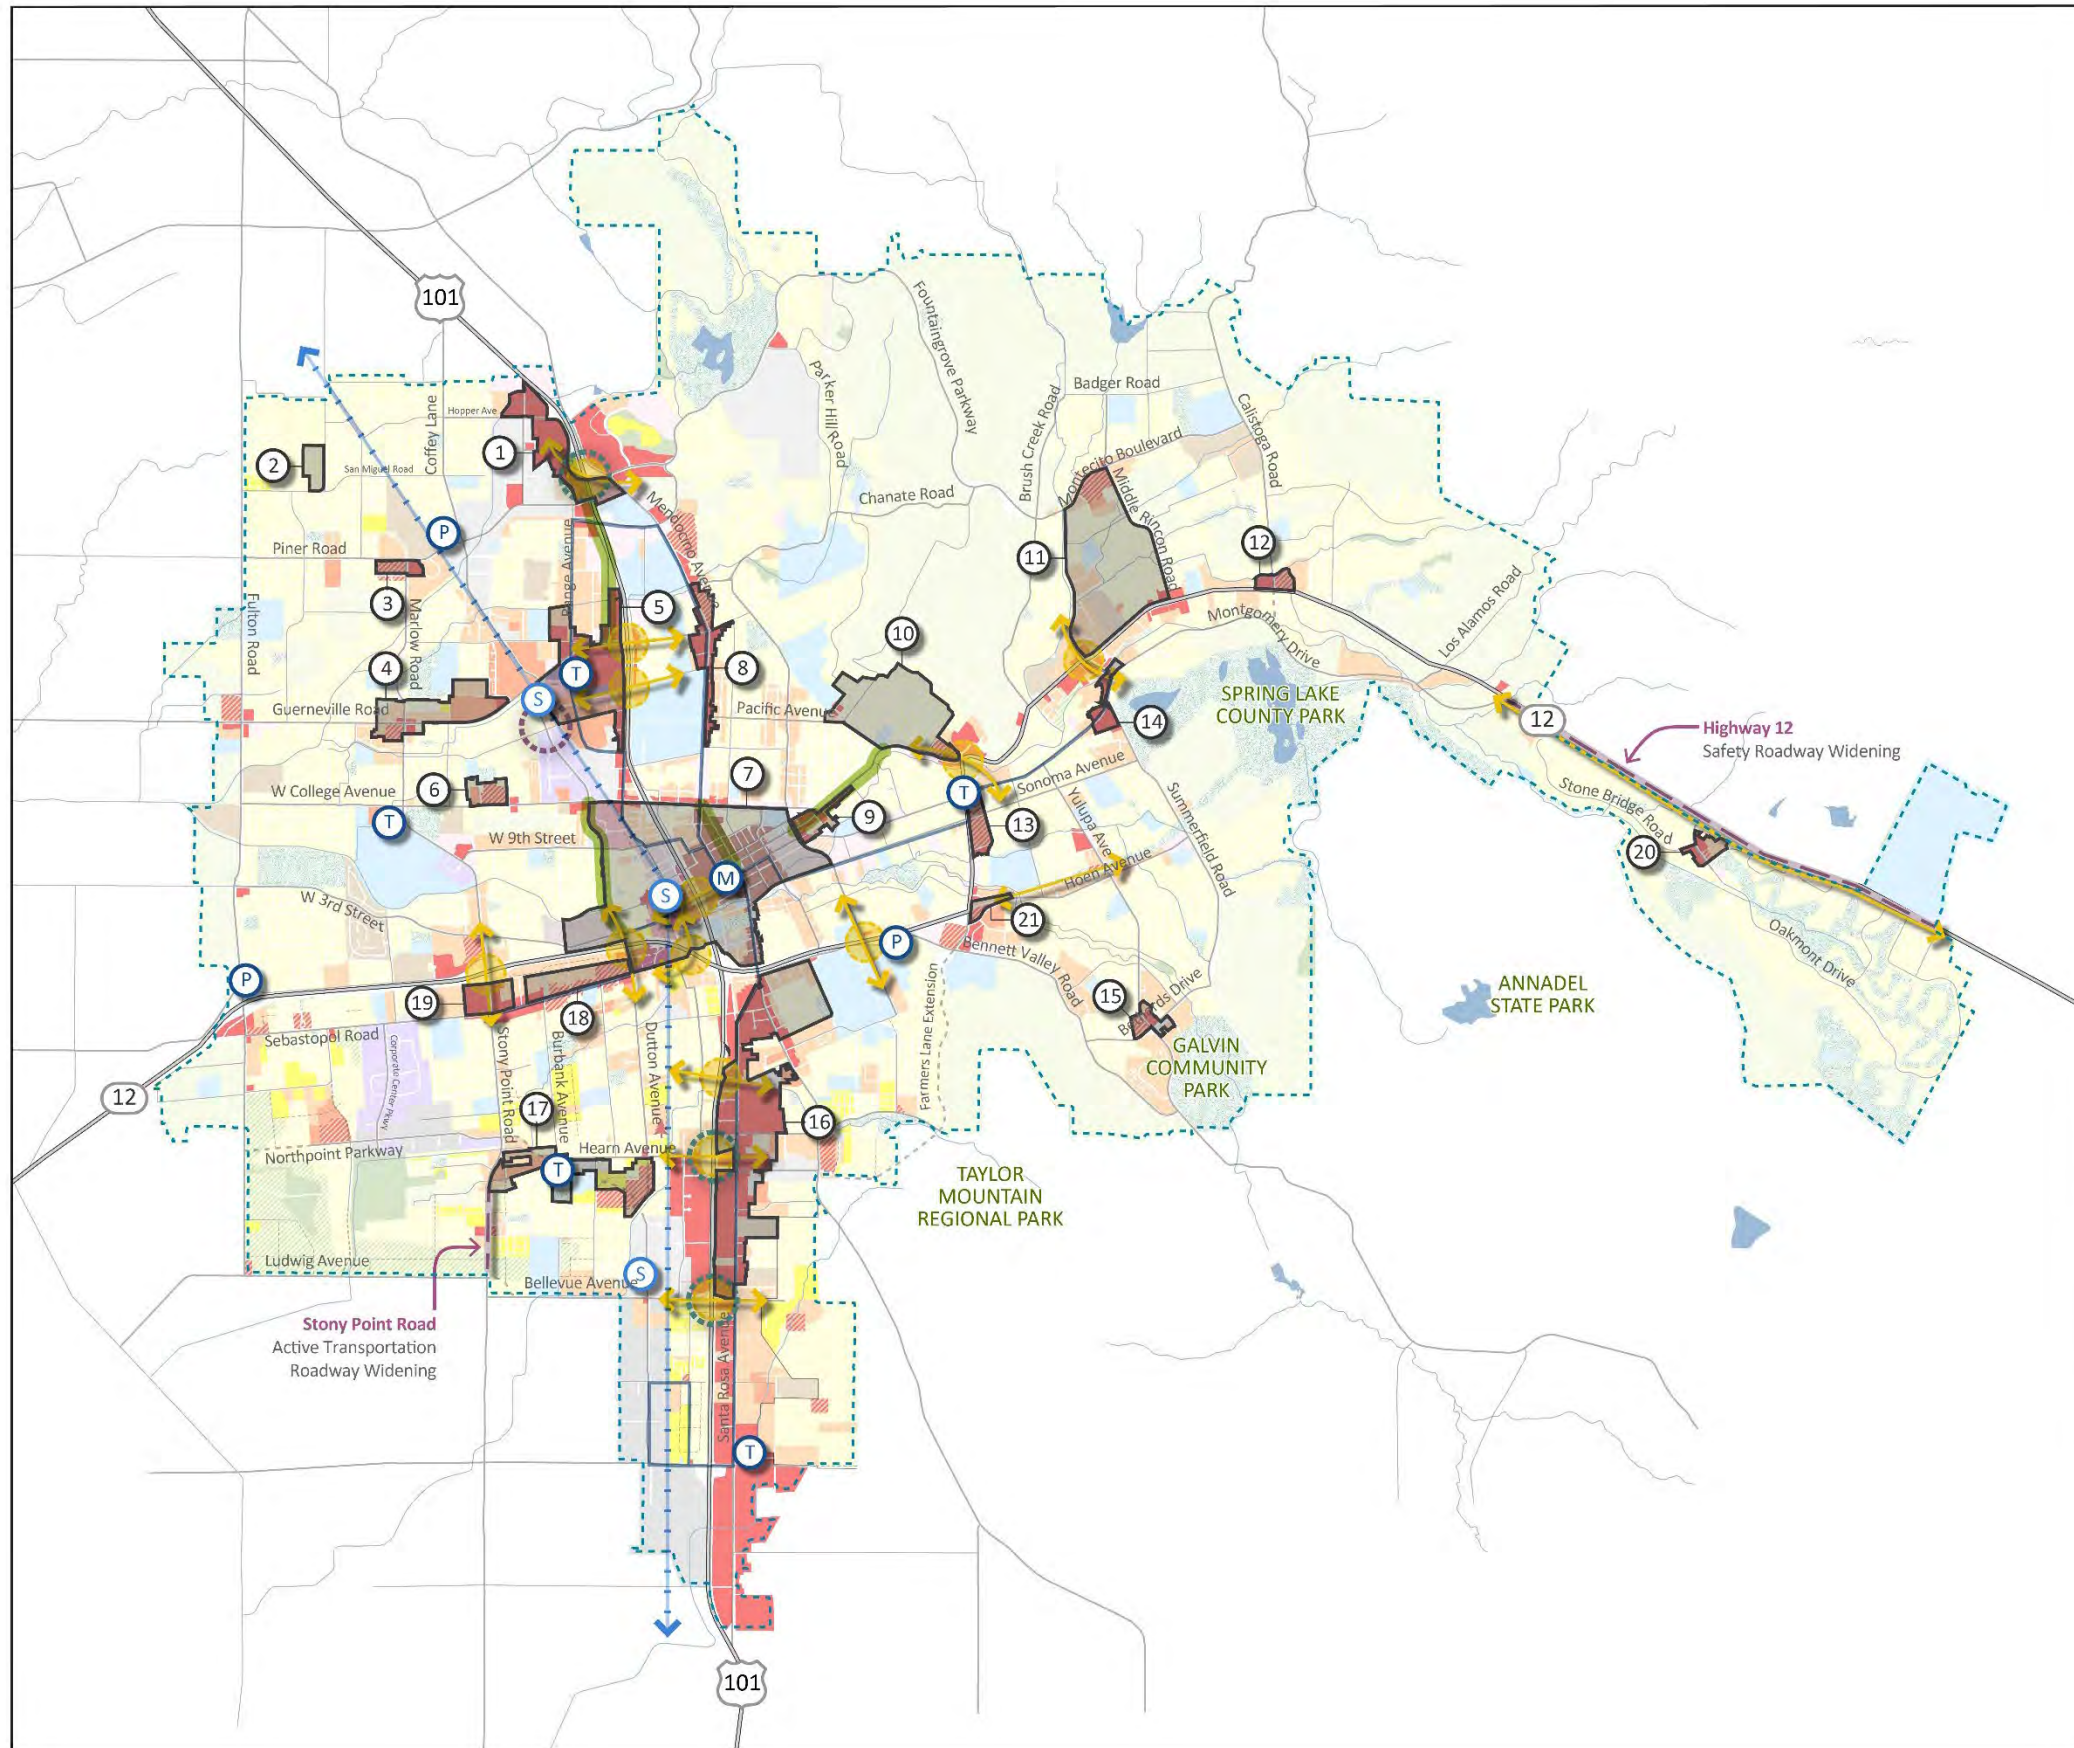 101
Hopper Ave
Coffey Lane
1
2
San Miguel Road
Mendocino Avenue
Parker Hill Road
Fountaingrove Parkway
Brush Creek Road
Badger Road
Calistoga Road
Montecito Boulevard
Middle Rincon Road
Chanate Road
P
Piner Road
Range Avenue
3
Marlow Road
Fulton Road
5
11
12
10
Montgomery Drive
Los Alamos Road
4
T
8
S
Guerneville Road
Pacific Avenue
SPRING LAKE
COUNTY PARK
14
12
Highway 12
Safety Roadway Widening
W College Avenue
6
7
T
Sonoma Avenue
Yulupa Ave
Summerfield Road
Stone Bridge
Road
T
W 9th Street
9
13
20
M
S
Hoen Avenue
W 3rd Street
21
P
Bennett Valley Road
Oakmont Drive
P
19
18
15
Farmers Lane Extension
ANNADEL
STATE PARK
Sebastopol Road
Corporate Center Pkwy
Stony Point Road
Burbank Avenue
Dutton Avenue
GALVIN
COMMUNITY
PARK
12
17
16
Northpoint Parkway
Hearn Avenue
T
TAYLOR
MOUNTAIN
REGIONAL PARK
Ludwig Avenue
Bellevue Avenue
S
Stony Point Road
Active Transportation
Roadway Widening
Santa Rosa Avenue
T
101